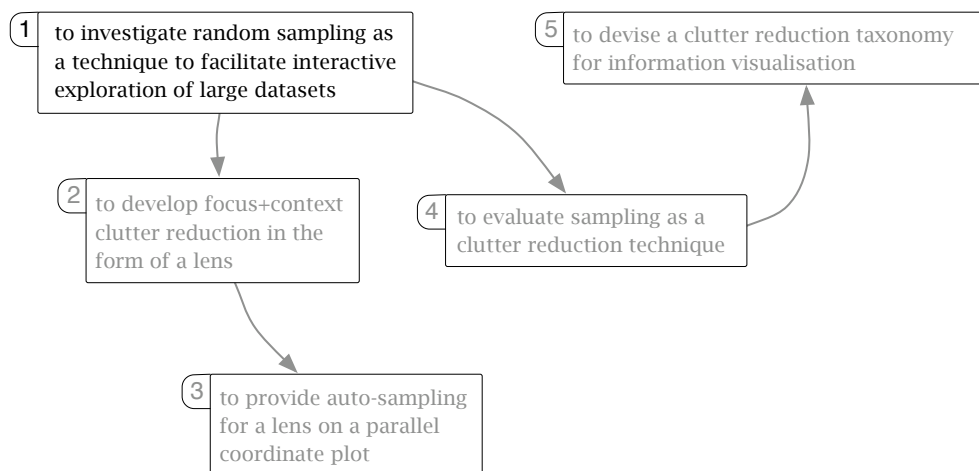 1
to investigate random sampling as
a technique to facilitate interactive
exploration of large datasets
2
to develop focus+context
clutter reduction in the
form of a lens
3
to provide auto-sampling
for a lens on a parallel
coordinate plot
4
to evaluate sampling as a
clutter reduction technique
5
to devise a clutter reduction taxonomy
for information visualisation